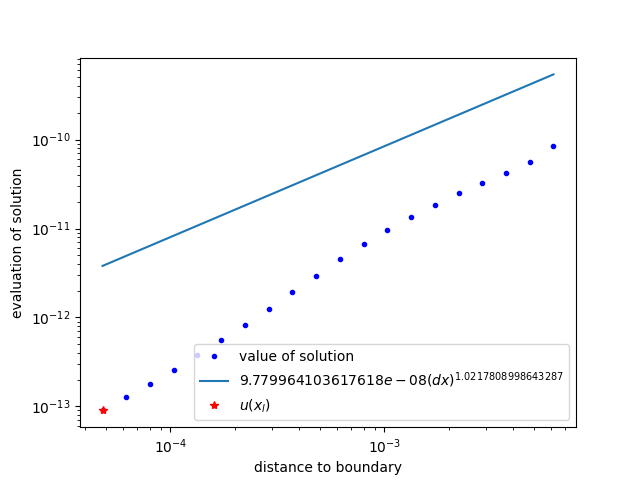 10⁻¹⁰
10⁻¹¹
10⁻¹²
10⁻¹³
evaluation of solution
value of solution
9.779964103617618e − 08(dx)^1.0217808998643287
u(x_l)
10⁻⁴
10⁻³
distance to boundary